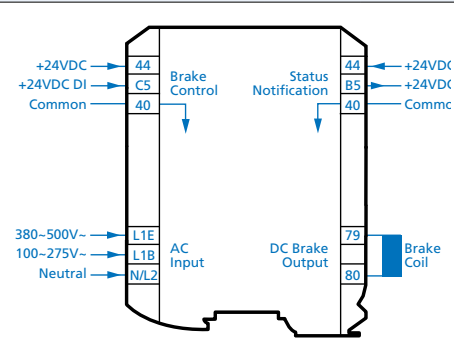 +24VDC 44 44 +24VDC
+24VDC DI C5 Brake Control Status Notification B5 +24VDC
Common 40 40 Commo
380~500V~ L1E 79
100~275V~ L1B AC Input DC Brake Output Brake Coil
Neutral N/L2 80